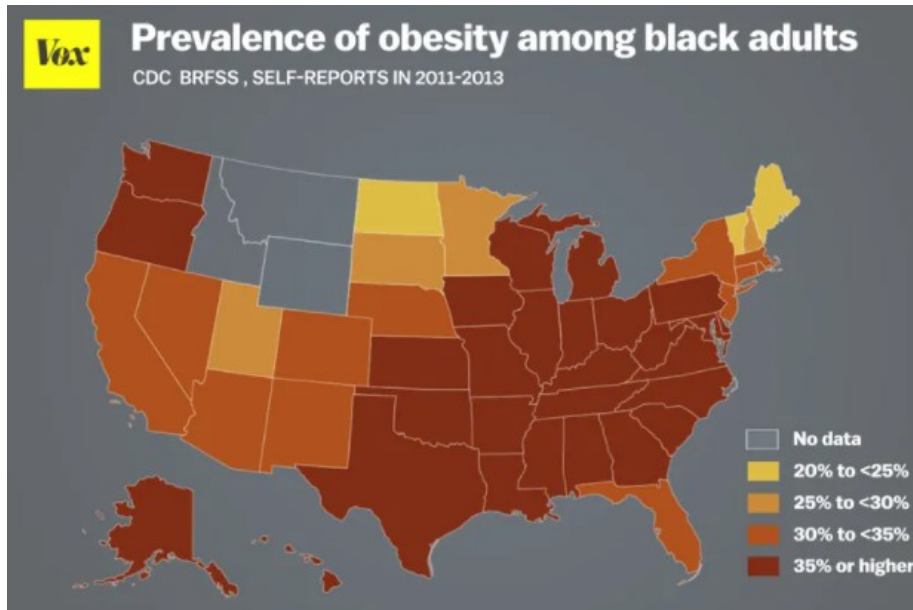 Vox
Prevalence of obesity among black adults
CDC BRFSS , SELF-REPORTS IN 2011-2013
No data
20% to <25%
25% to <30%
30% to <35%
35% or higher